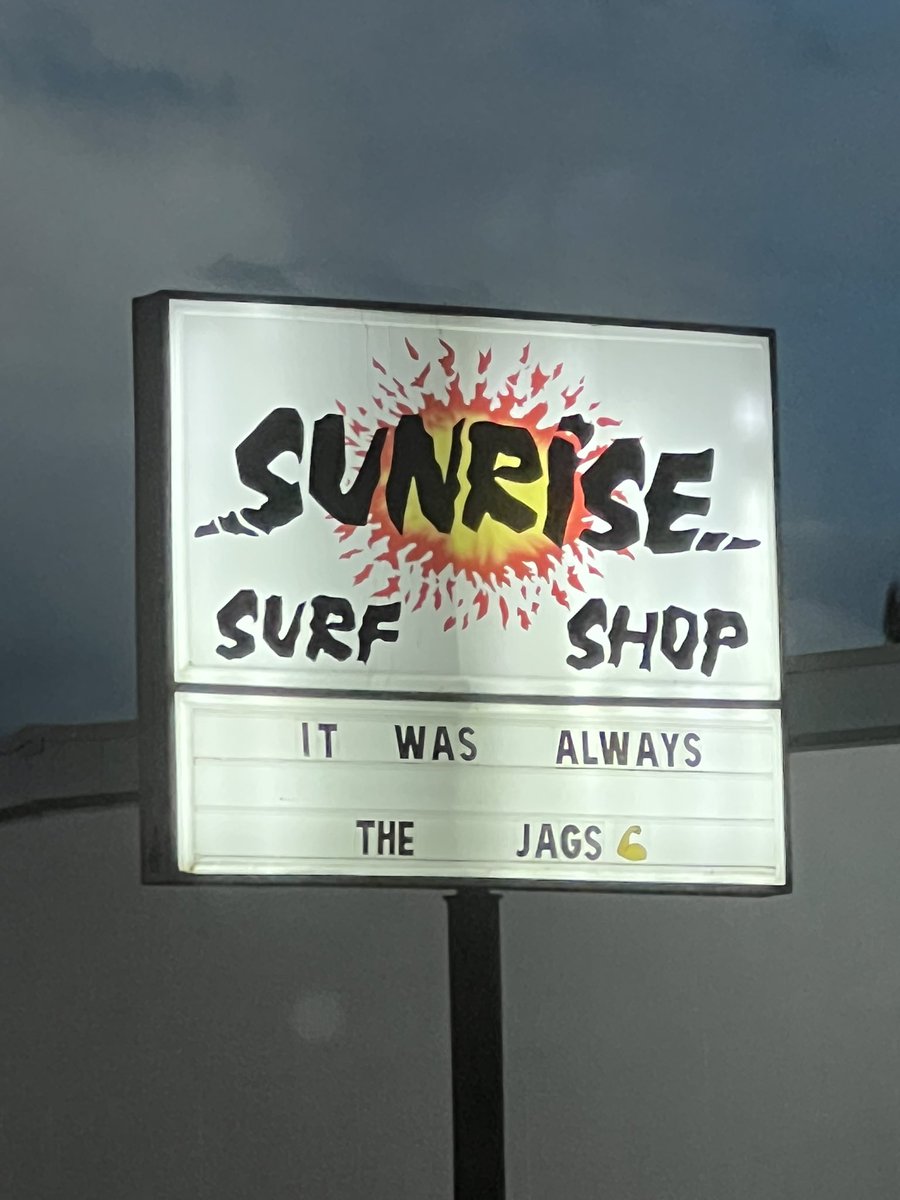 SUNRiSE
SURF SHOP
IT WAS ALWAYS
THE JAGS 💪